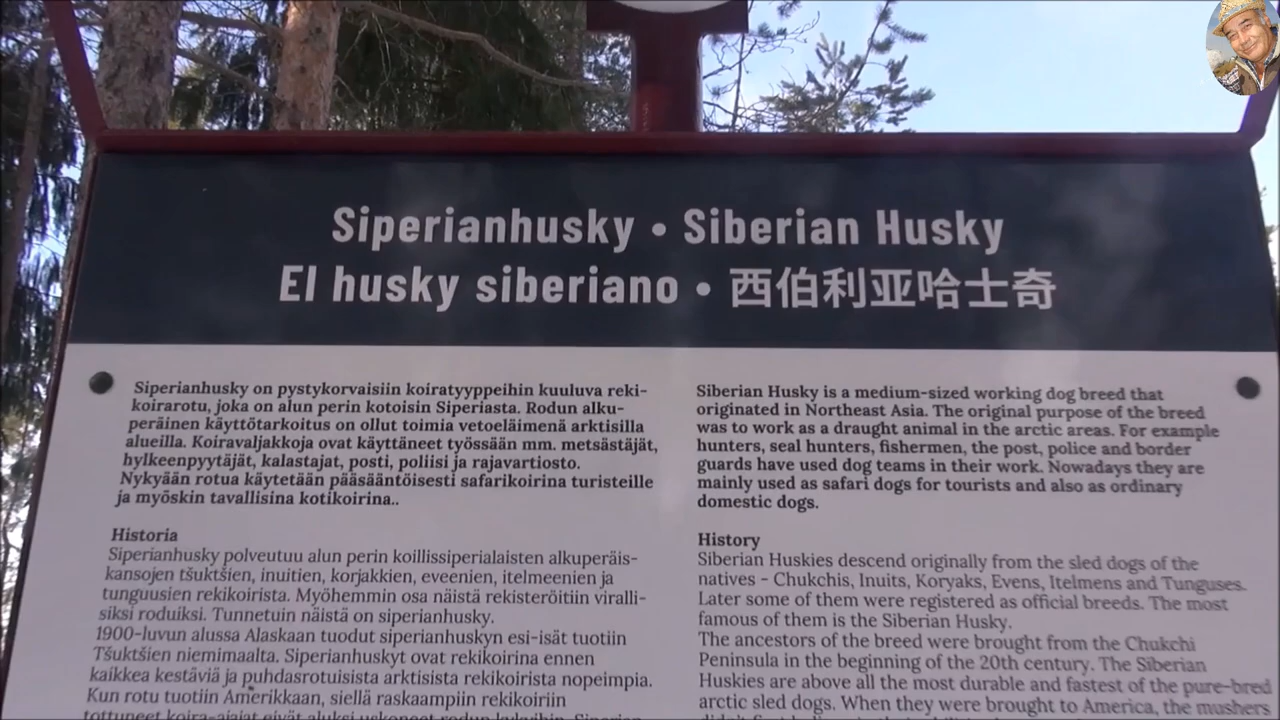 Siperianhusky • Siberian Husky
El husky siberiano • 西伯利亚哈士奇
Siperianhusky on pystykorvaisiin koiratyyppeihin kuuluva reki-
koirarotu, joka on alun perin kotoisin Siperiasta. Rodun alku-
peräinen käyttötarkoitus on ollut toimia vetoeläimenä arktisilla
alueilla. Koiravaljakkoja ovat käyttäneet työssään mm. metsästäjät,
hylkeenpyytäjät, kalastajat, posti, poliisi ja rajavartiosto.
Nykyään rotua käytetään pääsääntöisesti safarikoirina turisteille
ja myöskin tavallisina kotikoirina..
Historia
Siperianhusky polveutuu alun perin koillissiperialaisten alkuperäis-
kansojen tšuktšien, inuitien, korjakkien, eveenien, itelmeenien ja
tunguusien rekikoirista. Myöhemmin osa näistä rekisteröitiin viralli-
siksi roduiksi. Tunnetuin näistä on siperianhusky.
1900-luvun alussa Alaskaan tuodut siperianhuskyn esi-isät tuotiin
Tšuktšien niemimaalta. Siperianhuskyt ovat rekikoirina ennen
kaikkea kestäviä ja puhdasrotuisista arktisista rekikoirista nopeimpia.
Kun rotu tuotiin Amerikkaan, siellä raskaampiin rekikoiriin
tottuneet koira-ajajat eivät aluksi uskoneet rodun
Siberian Husky is a medium-sized working dog breed that
originated in Northeast Asia. The original purpose of the breed
was to work as a draught animal in the arctic areas. For example
hunters, seal hunters, fishermen, the post, police and border
guards have used dog teams in their work. Nowadays they are
mainly used as safari dogs for tourists and also as ordinary
domestic dogs.
History
Siberian Huskies descend originally from the sled dogs of the
natives - Chukchis, Inuits, Koryaks, Evens, Itelmens and Tunguses.
Later some of them were registered as official breeds. The most
famous of them is the Siberian Husky.
The ancestors of the breed were brought from the Chukchi
Peninsula in the beginning of the 20th century. The Siberian
Huskies are above all the most durable and fastest of the pure-bred
arctic sled dogs. When they were brought to America, the mushers